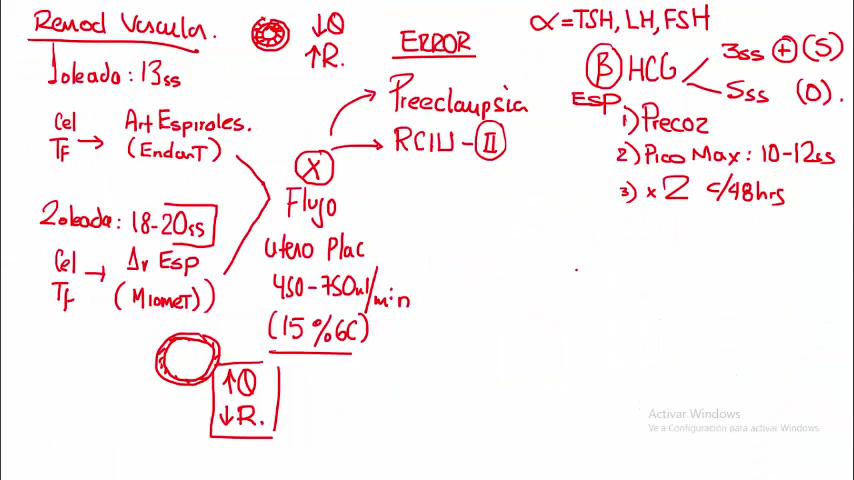 Remod Vascular.
1oleada: 13ss
Cel → Art Espirales.
TF (EndanT)
2oleada: 18-20ss
Cel → Ar Esp
TF (MiomeT)
↑Q
↓R.
↓Q
↑R.
ERROR
Preeclampsia
RCIU-II
X
Flujo
Utero Plac
450-750ml/min
(15%GC)
α=TSH, LH, FSH
β HCG
3ss + (S)
5ss (O).
ESP
1) Precoz
2) Pico Max: 10-12ss
3) x 2 c/48hrs
Activar Windows
Ve a Configuración para activar Windows.